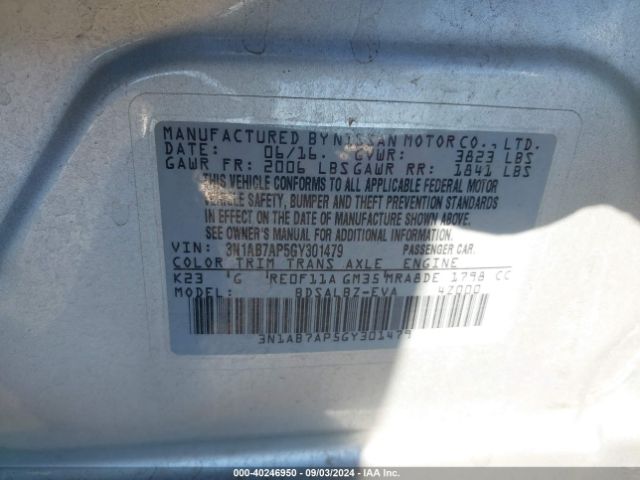 MANUFACTURED BY NISSAN MOTOR CO., LTD.
DATE: 06/16. GVWR: 3823 LBS
GAWR FR: 2006 LBS GAWR RR: 1841 LBS
THIS VEHICLE CONFORMS TO ALL APPLICABLE FEDERAL MOTOR
VEHICLE SAFETY, BUMPER AND THEFT PREVENTION STANDARDS
IN EFFECT ON THE DATE OF MANUFACTURE SHOWN ABOVE.
SEE OWNER'S MANUAL FOR MORE INFORMATION.
VIN: 3N1AB7AP5GY301479 PASSENGER CAR.
COLOR TRIM TRANS AXLE ENGINE
K23 G RE0F11A GM35 MRA8DE 1798 CC
MODEL: BDSALBZ-EVA 42000
3N1AB7AP5GY301479
000-40246950 - 09/03/2024 - IAA Inc.